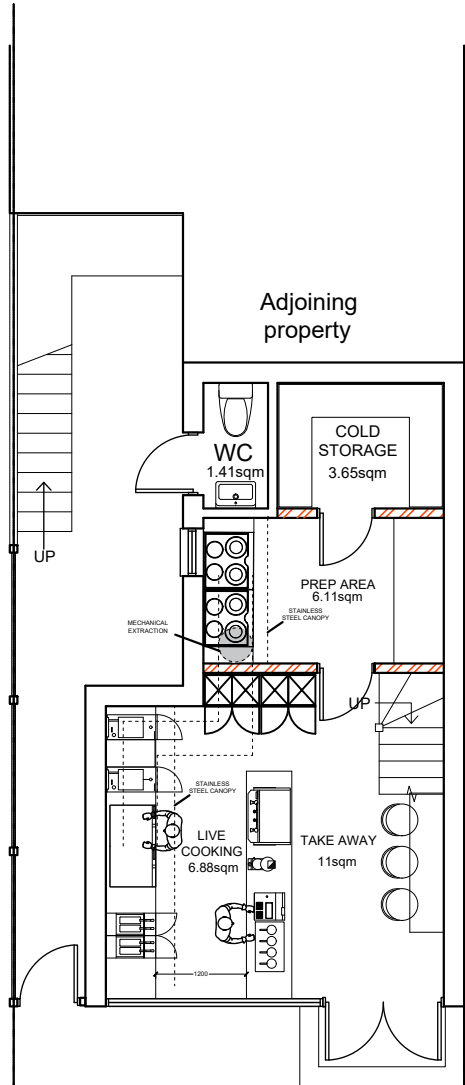 Adjoining
property
WC
1.41sqm
COLD
STORAGE
3.65sqm
UP
PREP AREA
6.11sqm
STAINLESS
STEEL CANOPY
MECHANICAL
EXTRACTION
UP
STAINLESS
STEEL CANOPY
LIVE
COOKING
6.88sqm
TAKE AWAY
11sqm
1200